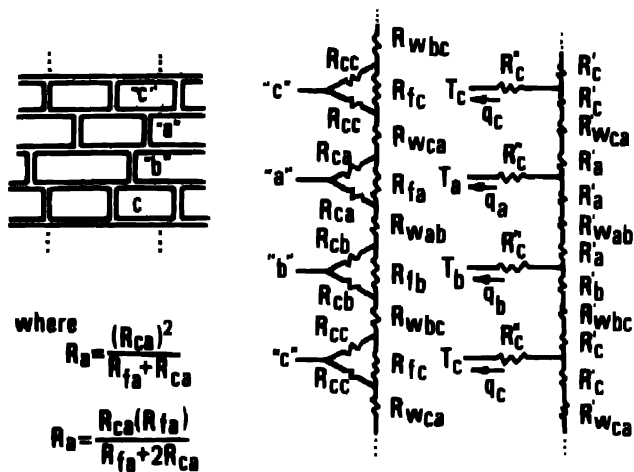 "c"
"a"
"b"
c
where
Ra = (Rca)²
Rfa + Rca
Ra = Rca(Rfa)
Rfa + 2Rca
Rwbc
Rcc
"c"
Rfc
Rcc
Rwca
Rca
"a"
Rfa
Rca
Rwab
Rcb
"b"
Rfb
Rcb
Rwbc
Rcc
"c"
Rfc
Rcc
Rwca
Tc
R"c
qc
Ta
R"c
qa
Tb
R"c
qb
Tc
R"c
qc
R'c
R'c
R'wca
R'a
R'a
R'wab
R'a
R'b
R'wbc
R'c
R'c
R'wca